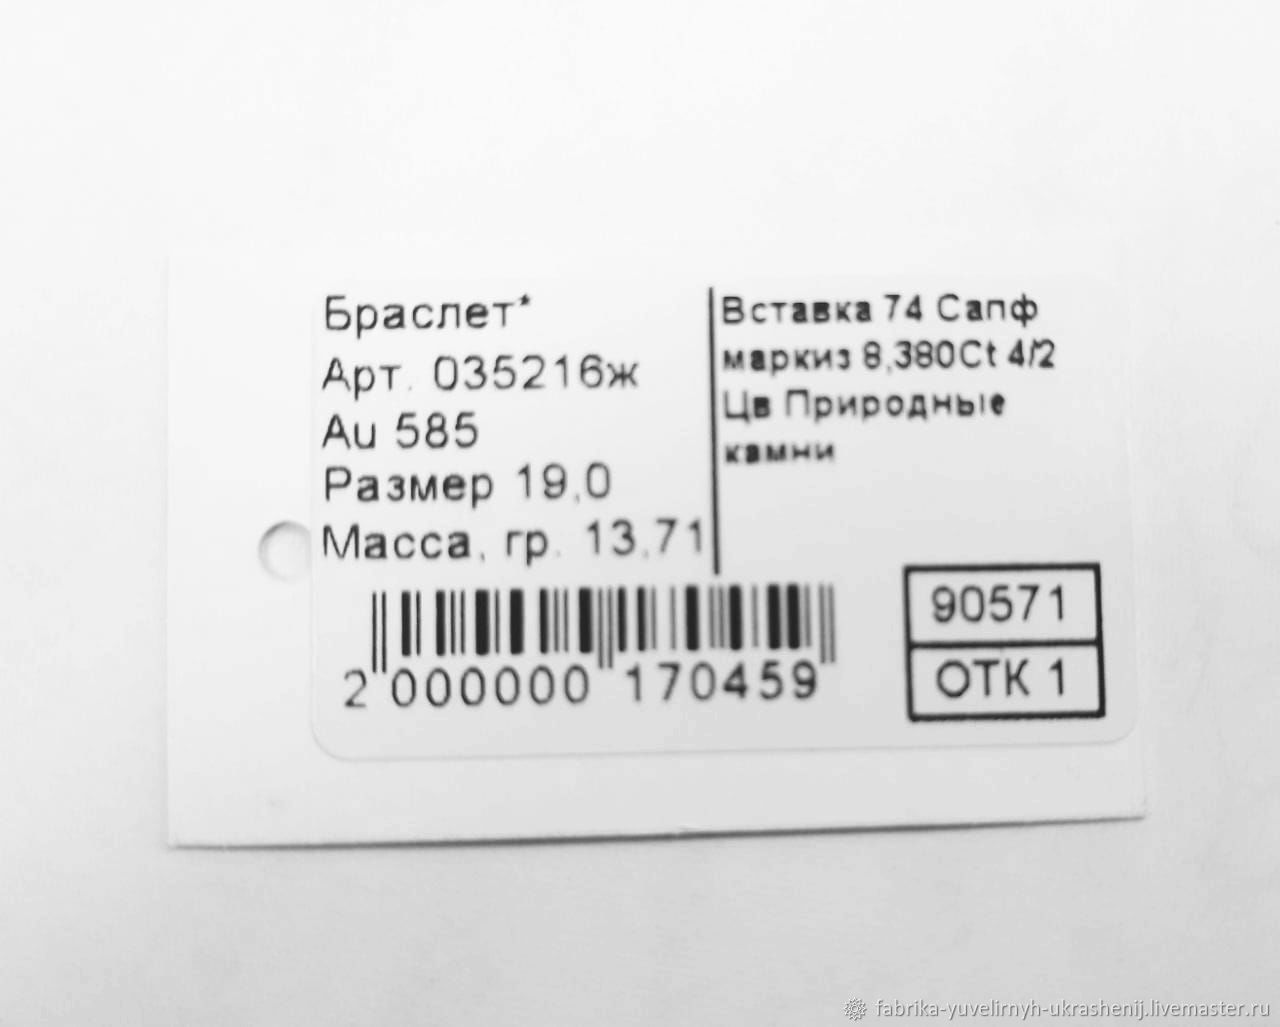 Браслет*
Арт. 035216ж
Au 585
Размер 19,0
Масса, гр. 13,71
Вставка 74 Сапф
маркиз 8,380Ct 4/2
Цв Природные
камни
2 000000 170459
90571
ОТК 1
fabrika-yuvelirnyh-ukrashenij.livemaster.ru